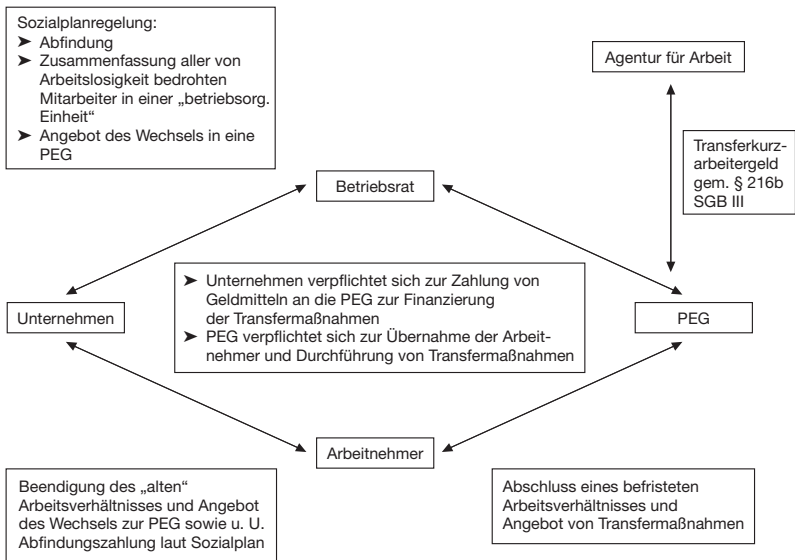 Sozialplanregelung:
➤ Abfindung
➤ Zusammenfassung aller von
Arbeitslosigkeit bedrohten
Mitarbeiter in einer „betriebsorg.
Einheit“
➤ Angebot des Wechsels in eine
PEG
Agentur für Arbeit
Transferkurz-
arbeitergeld
gem. § 216b
SGB III
Betriebsrat
➤ Unternehmen verpflichtet sich zur Zahlung von
Geldmitteln an die PEG zur Finanzierung
der Transfermaßnahmen
➤ PEG verpflichtet sich zur Übernahme der Arbeit-
nehmer und Durchführung von Transfermaßnahmen
Unternehmen
PEG
Arbeitnehmer
Beendigung des „alten“
Arbeitsverhältnisses und Angebot
des Wechsels zur PEG sowie u. U.
Abfindungszahlung laut Sozialplan
Abschluss eines befristeten
Arbeitsverhältnisses und
Angebot von Transfermaßnahmen